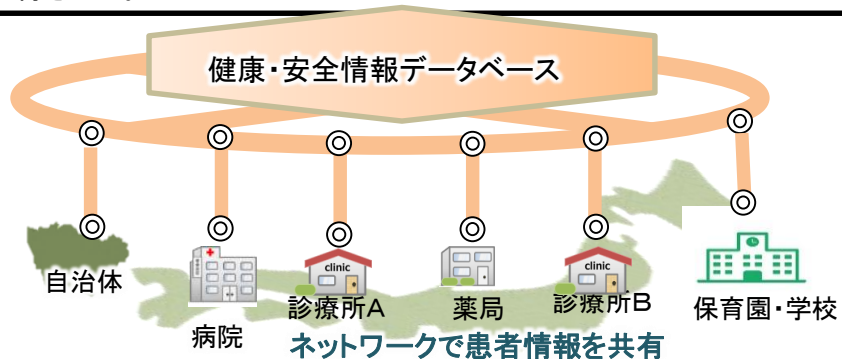 健康・安全情報データベース
自治体
病院
clinic
診療所A
薬局
clinic
診療所B
保育園・学校
ネットワークで患者情報を共有